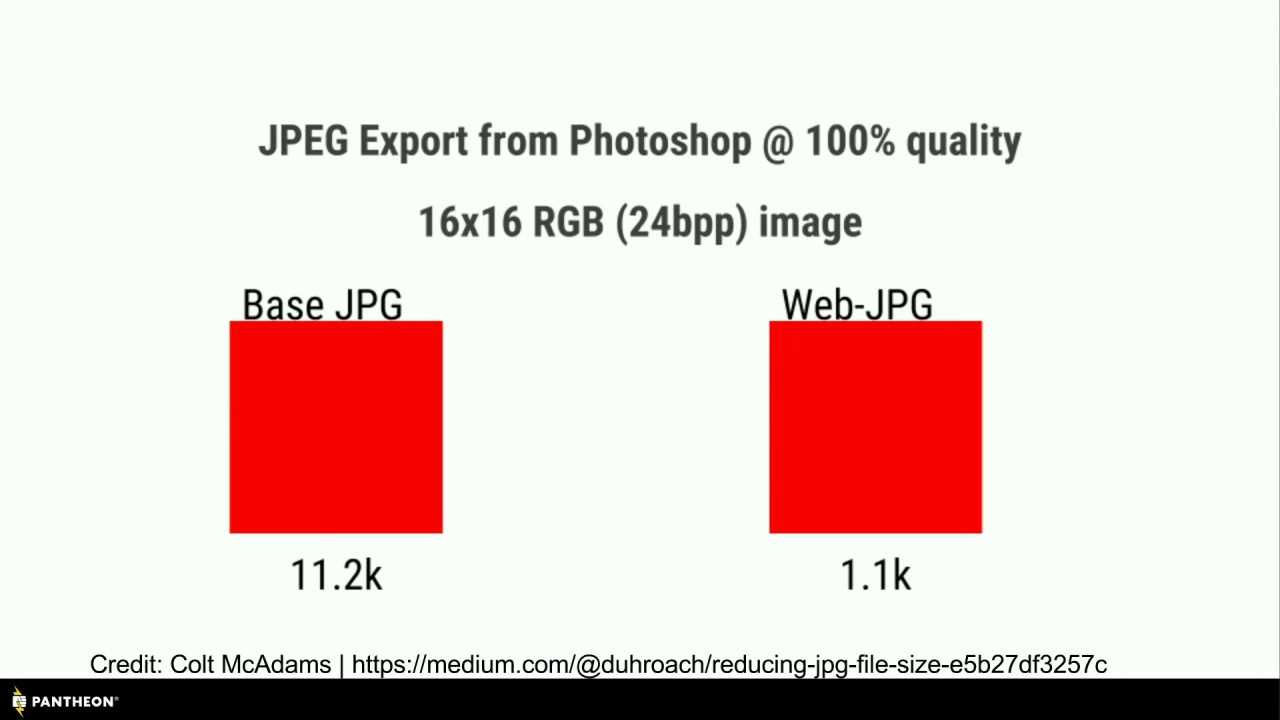 JPEG Export from Photoshop @ 100% quality
16x16 RGB (24bpp) image
Base JPG
Web-JPG
11.2k
1.1k
Credit: Colt McAdams | https://medium.com/@duhroach/reducing-jpg-file-size-e5b27df3257c
PANTHEON®